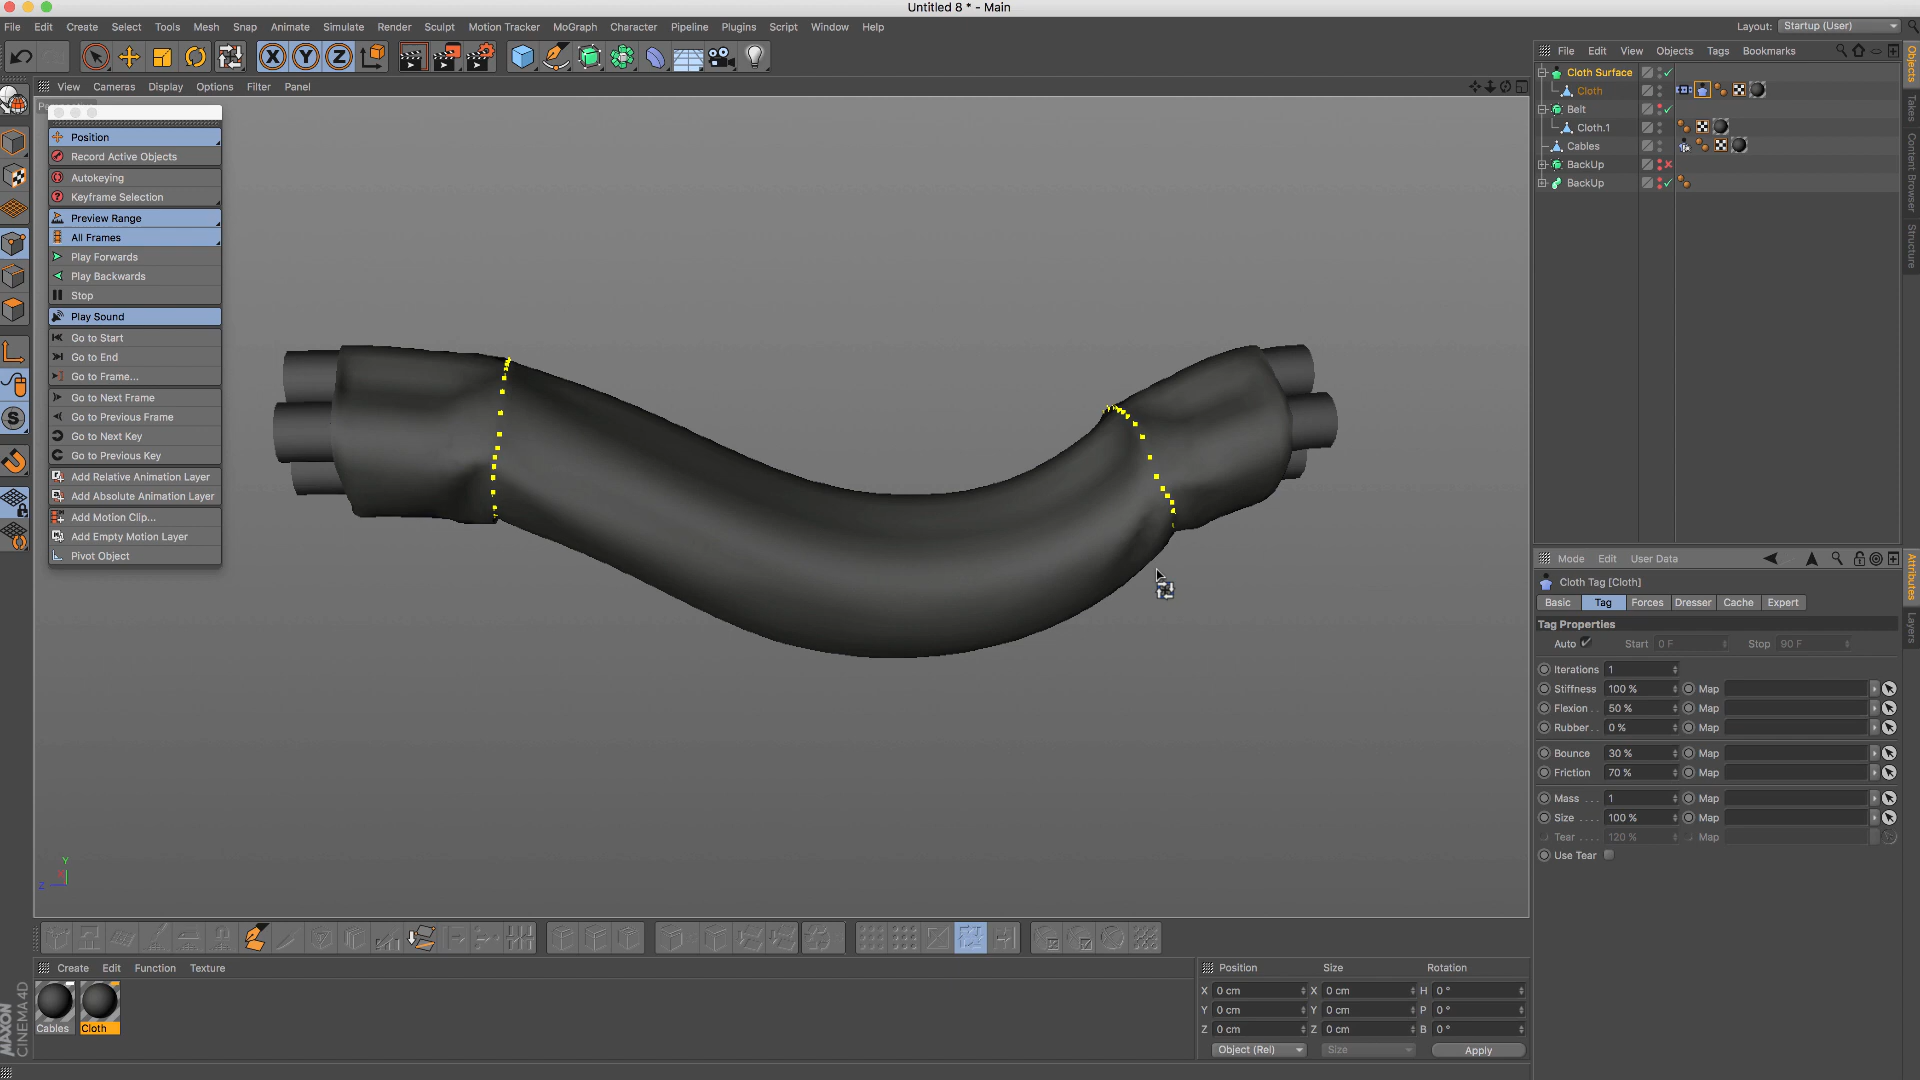 Untitled 8 * - Main
File Edit Create Select Tools Mesh Snap Animate Simulate Render Sculpt Motion Tracker MoGraph Character Pipeline Plugins Script Window Help
Layout: Startup (User)
View Cameras Display Options Filter Panel
Position
Record Active Objects
Autokeying
Keyframe Selection
Preview Range
All Frames
Play Forwards
Play Backwards
Stop
Play Sound
Go to Start
Go to End
Go to Frame...
Go to Next Frame
Go to Previous Frame
Go to Next Key
Go to Previous Key
Add Relative Animation Layer
Add Absolute Animation Layer
Add Motion Clip...
Add Empty Motion Layer
Pivot Object
Y
Z
File Edit View Objects Tags Bookmarks
Cloth Surface
Cloth
Belt
Cloth.1
Cables
BackUp
BackUp
Objects
Takes
Content Browser
Structure
Mode Edit User Data
Cloth Tag [Cloth]
Basic Tag Forces Dresser Cache Expert
Tag Properties
Auto Start 0 F Stop 90 F
Iterations 1
Stiffness 100 % Map
Flexion . . 50 % Map
Rubber . . 0 % Map
Bounce 30 % Map
Friction 70 % Map
Mass . . . 1 Map
Size . . . . 100 % Map
Tear . . . . 120 % Map
Use Tear
Attributes
Layers
Create Edit Function Texture
Cables
Cloth
Position Size Rotation
X 0 cm X 0 cm H 0 °
Y 0 cm Y 0 cm P 0 °
Z 0 cm Z 0 cm B 0 °
Object (Rel) Size Apply
MAXON
CINEMA 4D